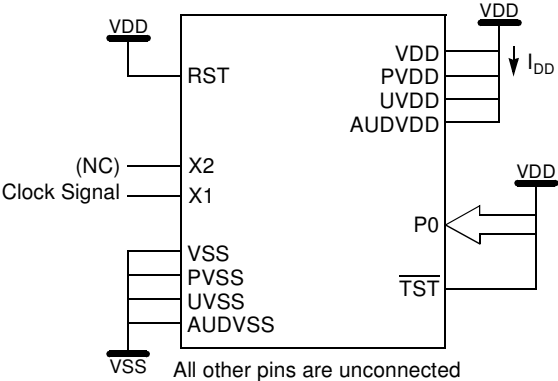 VDD
VDD
VDD
RST
PVDD
UVDD
AUDVDD
IDD
(NC)
X2
Clock Signal
X1
VDD
P0
TST
VSS
PVSS
UVSS
AUDVSS
VSS
All other pins are unconnected